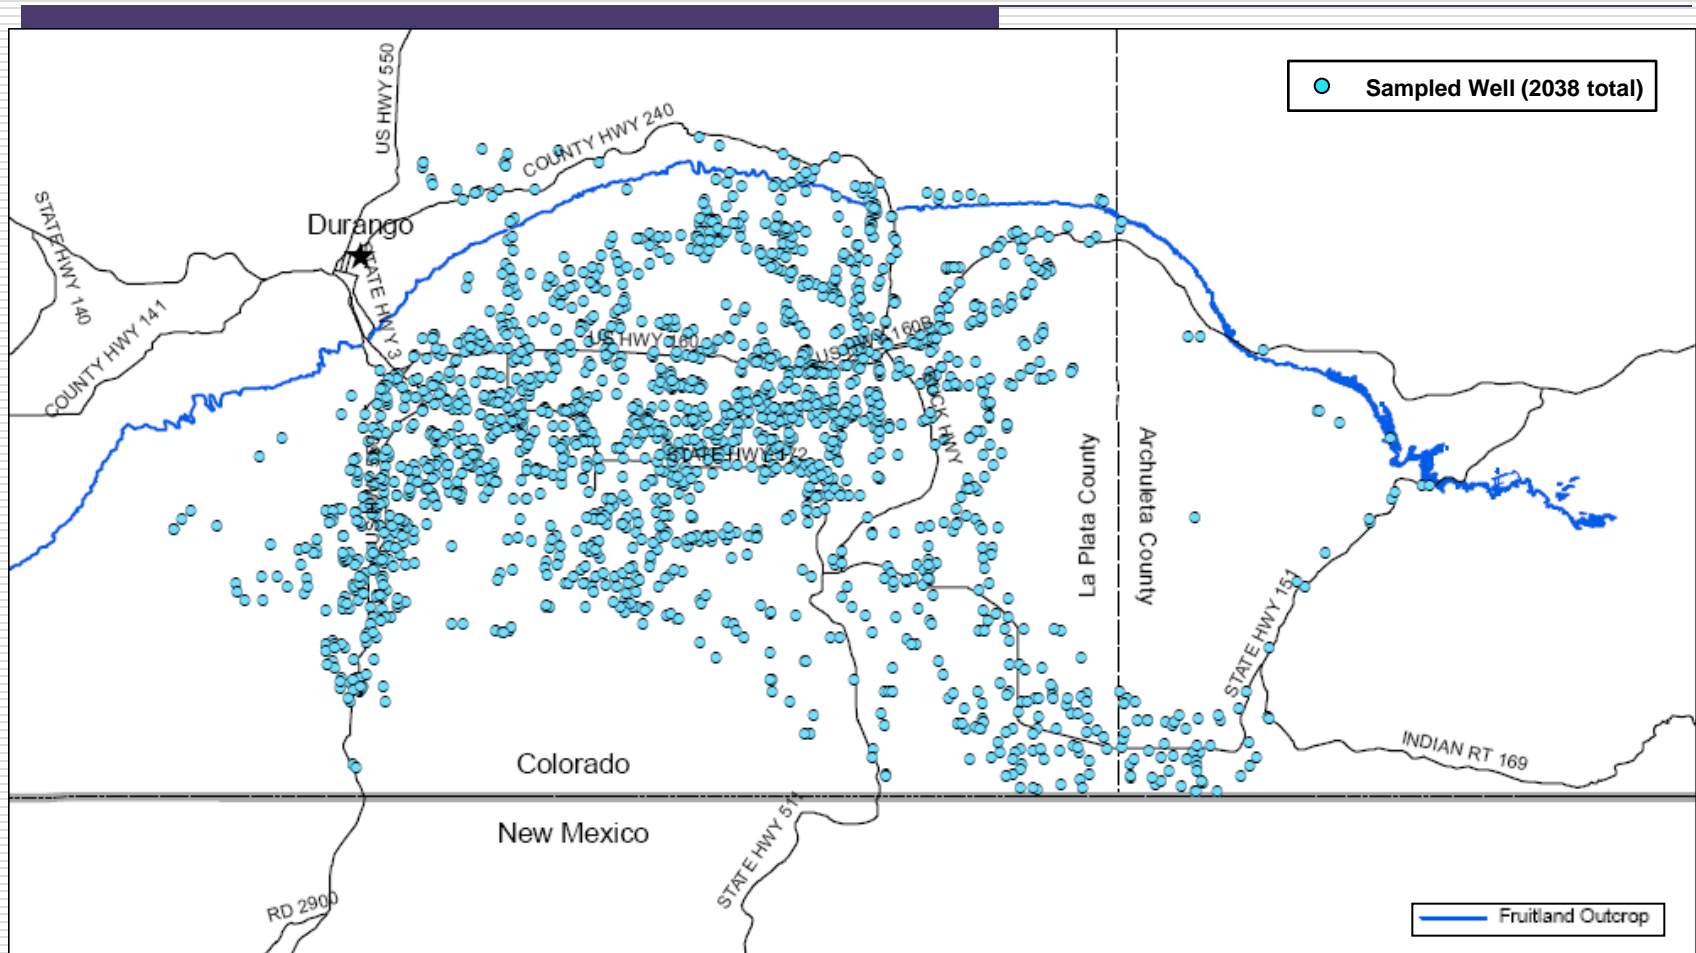 US HWY 550
Sampled Well (2038 total)
COUNTY HWY 240
STATE HWY 140
Durango
STATE HWY 3
COUNTY HWY 141
US HWY 160
US HWY 160B
CK HWY
STATE HWY 172
La Plata County
Archuleta County
STATE HWY 151
INDIAN RT 169
Colorado
New Mexico
STATE HWY 511
RD 2900
Fruitland Outcrop